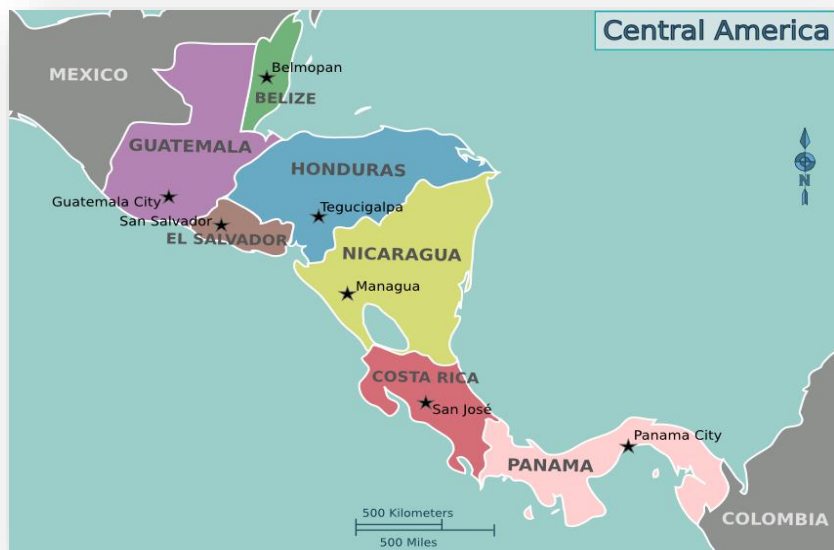 Central America
MEXICO
Belmopan
BELIZE
GUATEMALA
HONDURAS
N
Guatemala City
Tegucigalpa
San Salvador
EL SALVADOR
NICARAGUA
Managua
COSTA RICA
San José
Panama City
PANAMA
500 Kilometers
COLOMBIA
500 Miles